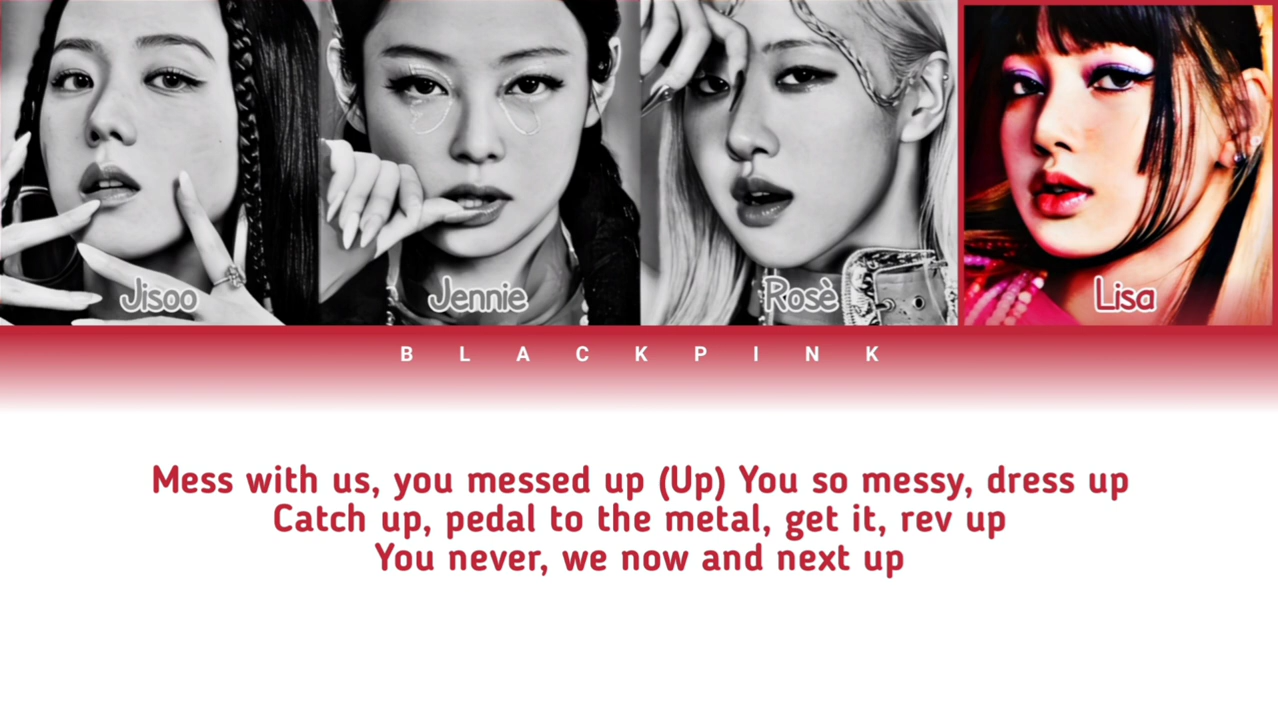 Jisoo
Jennie
Rosè
Lisa
BLACKPINK
Mess with us, you messed up (Up) You so messy, dress up
Catch up, pedal to the metal, get it, rev up
You never, we now and next up